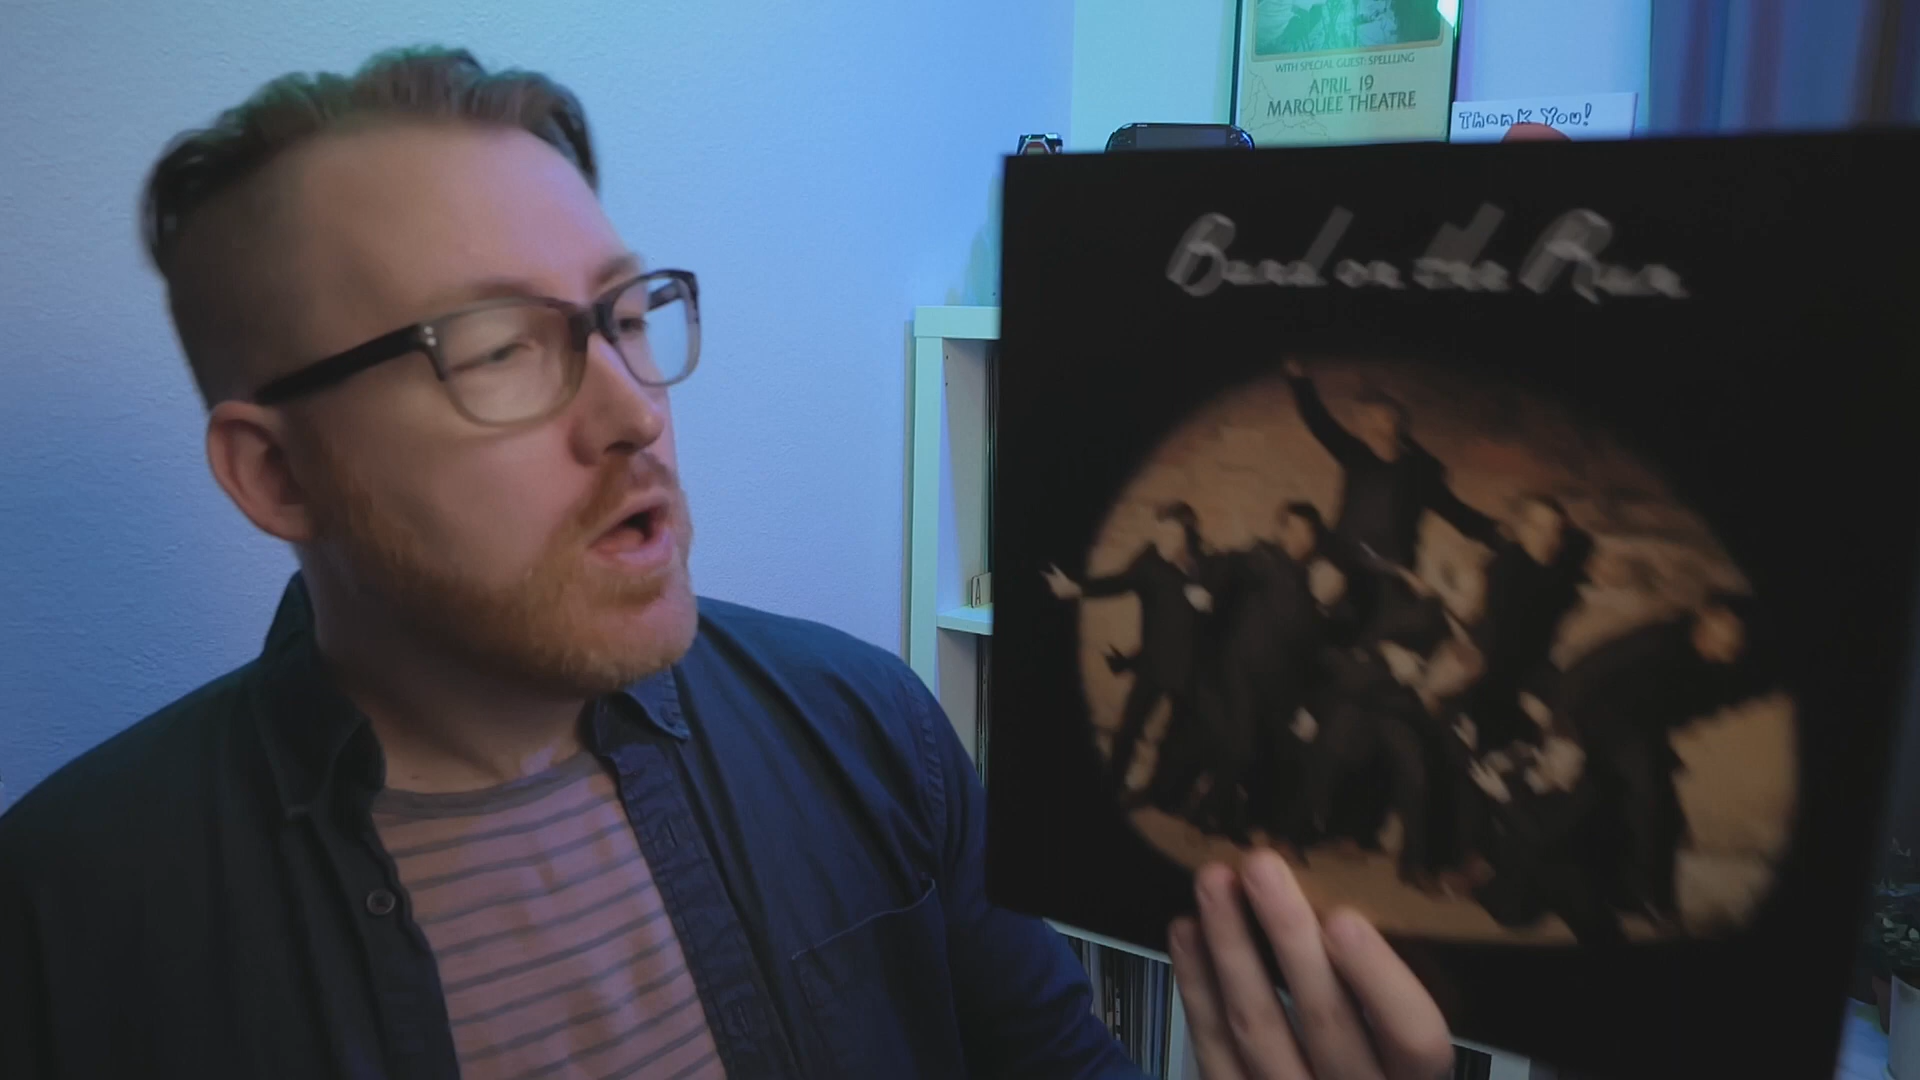 WITH SPECIAL GUEST: SPELLLING
APRIL 19
MARQUEE THEATRE
THANK YOU!
Band on the Run
A